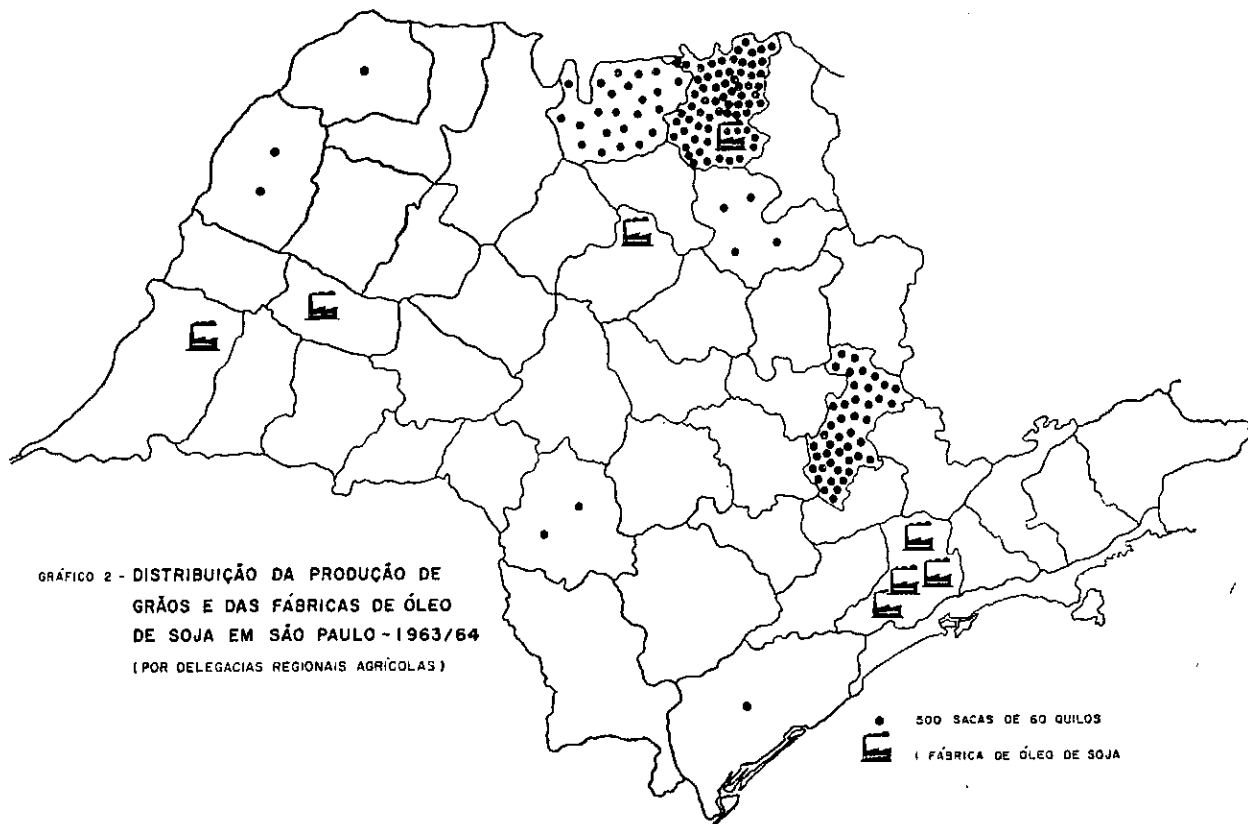 GRÁFICO 2 - DISTRIBUIÇÃO DA PRODUÇÃO DE
GRÃOS E DAS FÁBRICAS DE ÓLEO
DE SOJA EM SÃO PAULO - 1963/64
(POR DELEGACIAS REGIONAIS AGRÍCOLAS)
500 SACAS DE 60 QUILOS
1 FÁBRICA DE ÓLEO DE SOJA